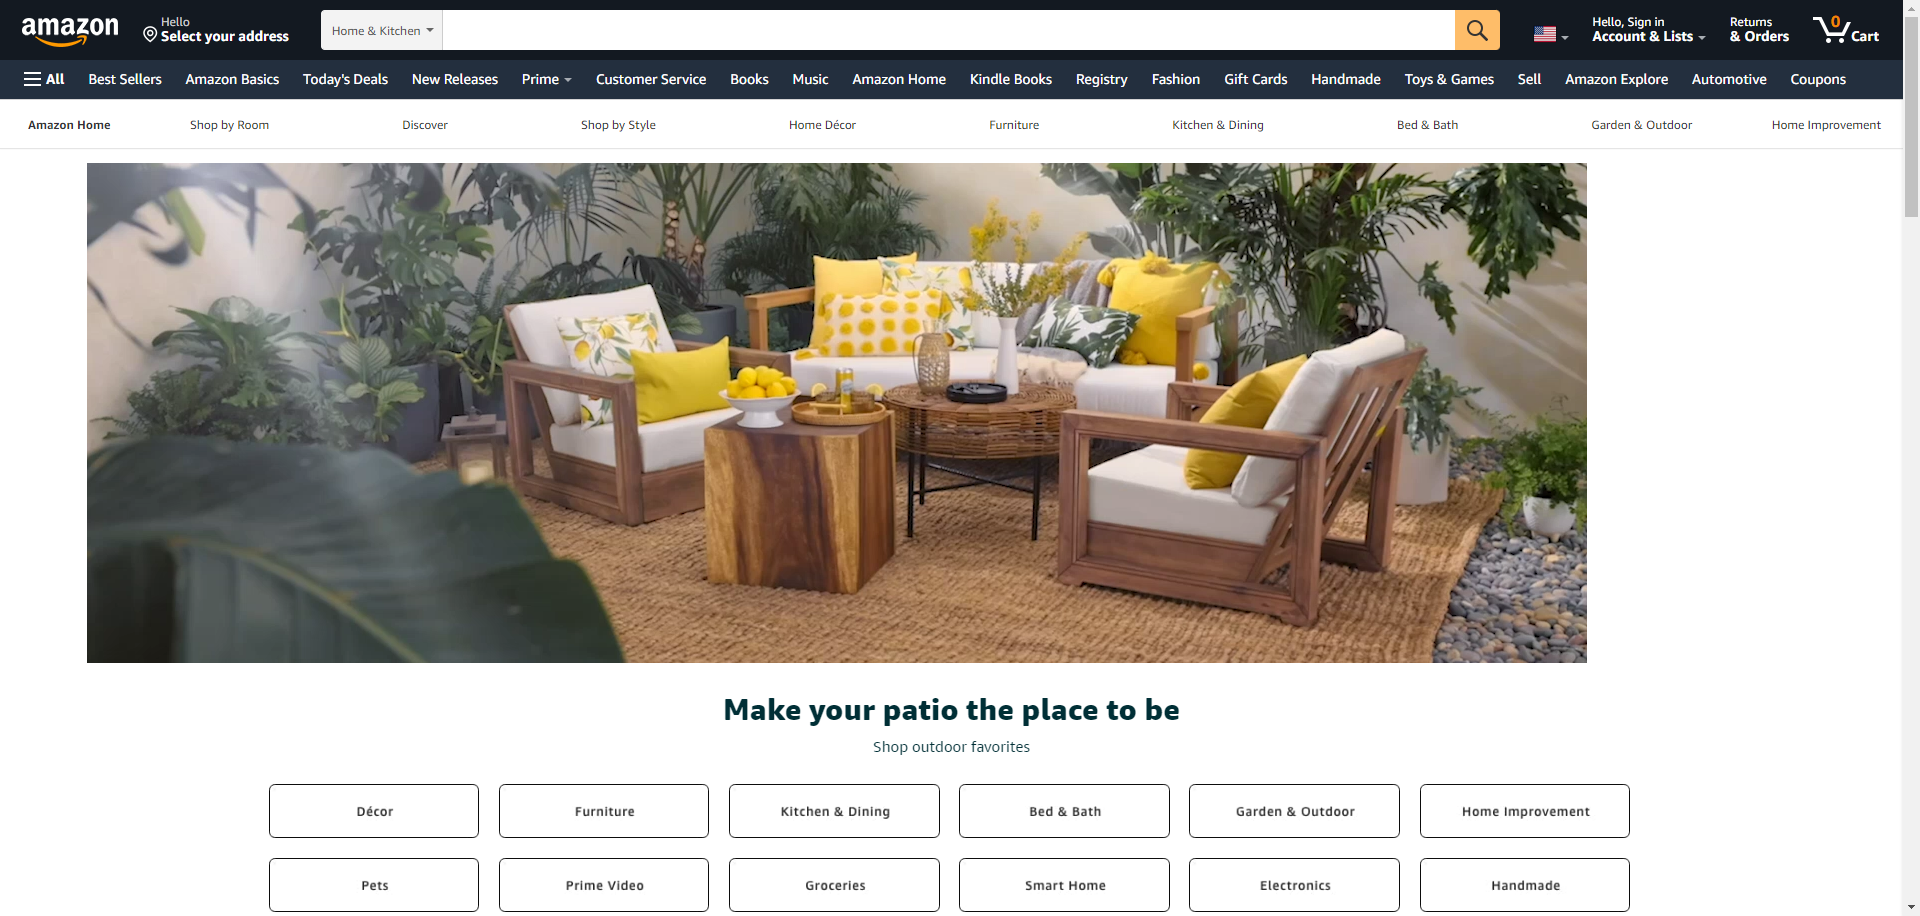 amazon
Hello
Select your address
Home & Kitchen
Hello, Sign in
Account & Lists
Returns
& Orders
0
Cart
All Best Sellers Amazon Basics Today's Deals New Releases Prime Customer Service Books Music Amazon Home Kindle Books Registry Fashion Gift Cards Handmade Toys & Games Sell Amazon Explore Automotive Coupons
Amazon Home Shop by Room Discover Shop by Style Home Décor Furniture Kitchen & Dining Bed & Bath Garden & Outdoor Home Improvement
Make your patio the place to be
Shop outdoor favorites
Décor Furniture Kitchen & Dining Bed & Bath Garden & Outdoor Home Improvement
Pets Prime Video Groceries Smart Home Electronics Handmade